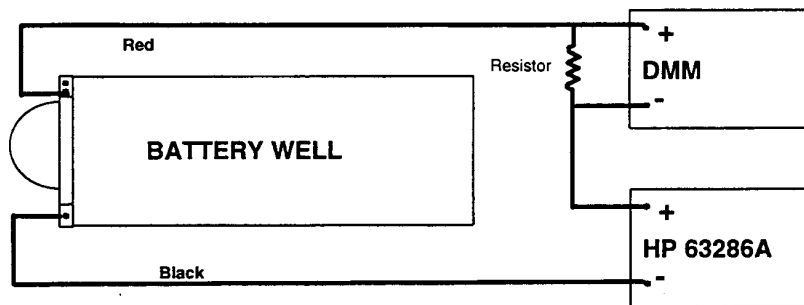 Red
+
Resistor
DMM
-
BATTERY WELL
+
HP 63286A
-
Black